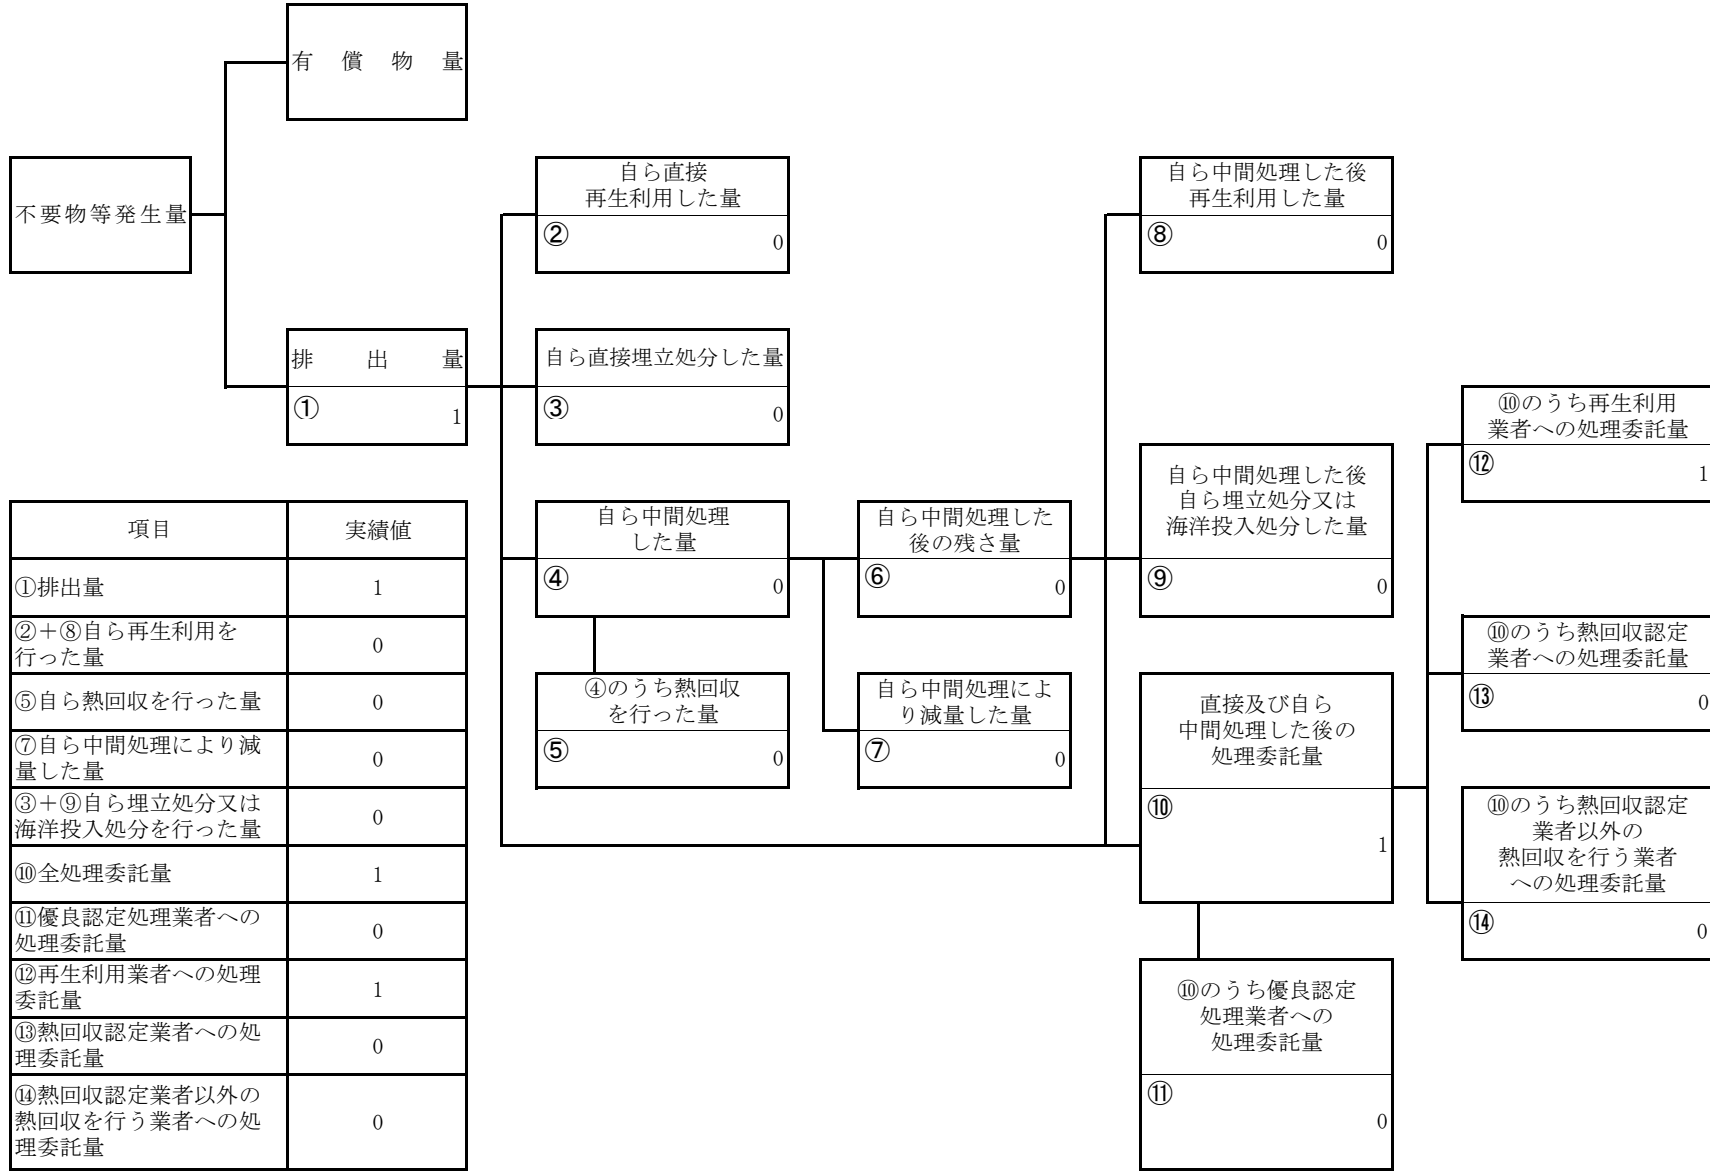 有償物量
不要物等発生量
排出量
① 1
自ら直接
再生利用した量
② 0
自ら直接埋立処分した量
③ 0
自ら中間処理
した量
④ 0
④のうち熱回収
を行った量
⑤ 0
自ら中間処理した
後の残さ量
⑥ 0
自ら中間処理によ
り減量した量
⑦ 0
自ら中間処理した後
再生利用した量
⑧ 0
自ら中間処理した後
自ら埋立処分又は
海洋投入処分した量
⑨ 0
直接及び自ら
中間処理した後の
処理委託量
⑩
1
⑩のうち優良認定
処理業者への
処理委託量
⑪
0
⑩のうち再生利用
業者への処理委託量
⑫ 1
⑩のうち熱回収認定
業者への処理委託量
⑬ 0
⑩のうち熱回収認定
業者以外の
熱回収を行う業者
への処理委託量
⑭ 0
項目 実績値
①排出量 1
②+⑧自ら再生利用を
行った量 0
⑤自ら熱回収を行った量 0
⑦自ら中間処理により減
量した量 0
③+⑨自ら埋立処分又は
海洋投入処分を行った量 0
⑩全処理委託量 1
⑪優良認定処理業者への
処理委託量 0
⑫再生利用業者への処理
委託量 1
⑬熱回収認定業者への処
理委託量 0
⑭熱回収認定業者以外の
熱回収を行う業者への処 0
理委託量